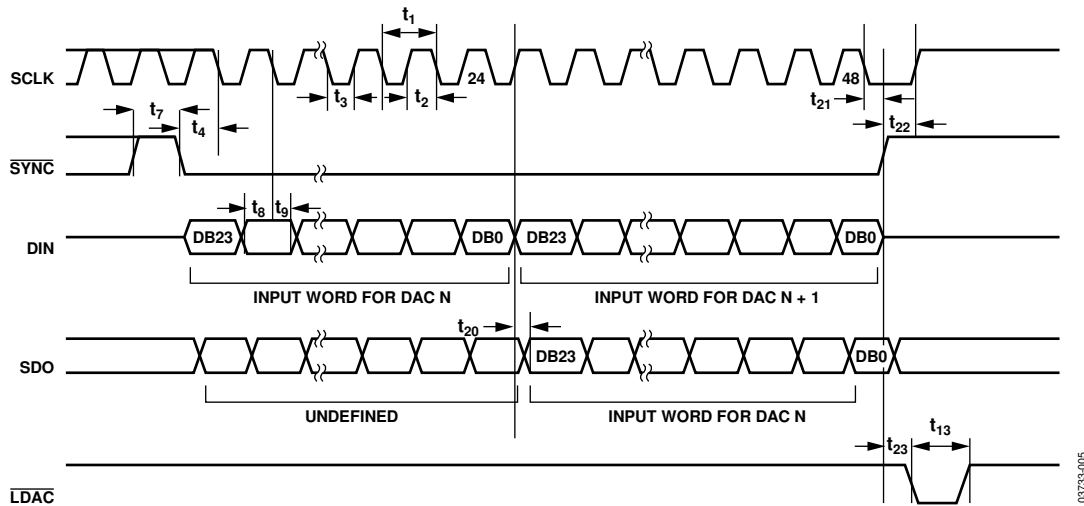 t1
SCLK
24
48
t3
t2
t21
t7
t4
t22
SYNC
t8
t9
DIN
DB23
DB0
DB23
DB0
INPUT WORD FOR DAC N
INPUT WORD FOR DAC N + 1
t20
SDO
DB23
DB0
UNDEFINED
INPUT WORD FOR DAC N
t23
t13
LDAC
03733-005